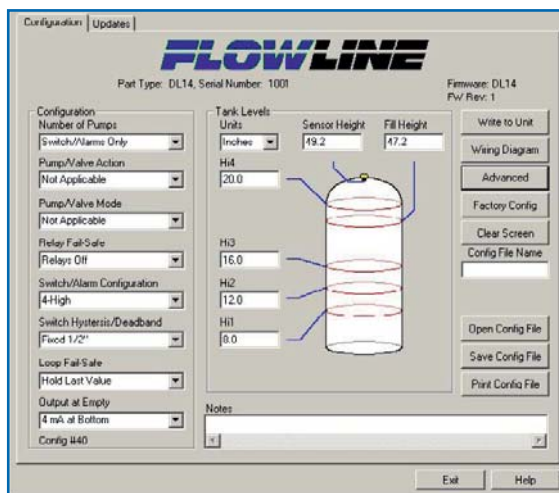 Configuration
Updates
FLOWLINE
Part Type: DL14, Serial Number: 1001
Firmware: DL14
FW Rev: 1
Configuration
Number of Pumps
Switch/Alarms Only
Pump/Valve Action
Not Applicable
Pump/Valve Mode
Not Applicable
Relay Fail-Safe
Relays Off
Switch/Alarm Configuration
4-High
Switch Hystersis/Deadband
Fixed 1/2"
Loop Fail-Safe
Hold Last Value
Output at Empty
4 mA at Bottom
Config #40
Tank Levels
Units
Inches
Sensor Height
49.2
Fill Height
47.2
Hi4
20.0
Hi3
16.0
Hi2
12.0
Hi1
8.0
Write to Unit
Wiring Diagram
Advanced
Factory Config
Clear Screen
Config File Name
Open Config File
Save Config File
Print Config File
Notes
Exit
Help